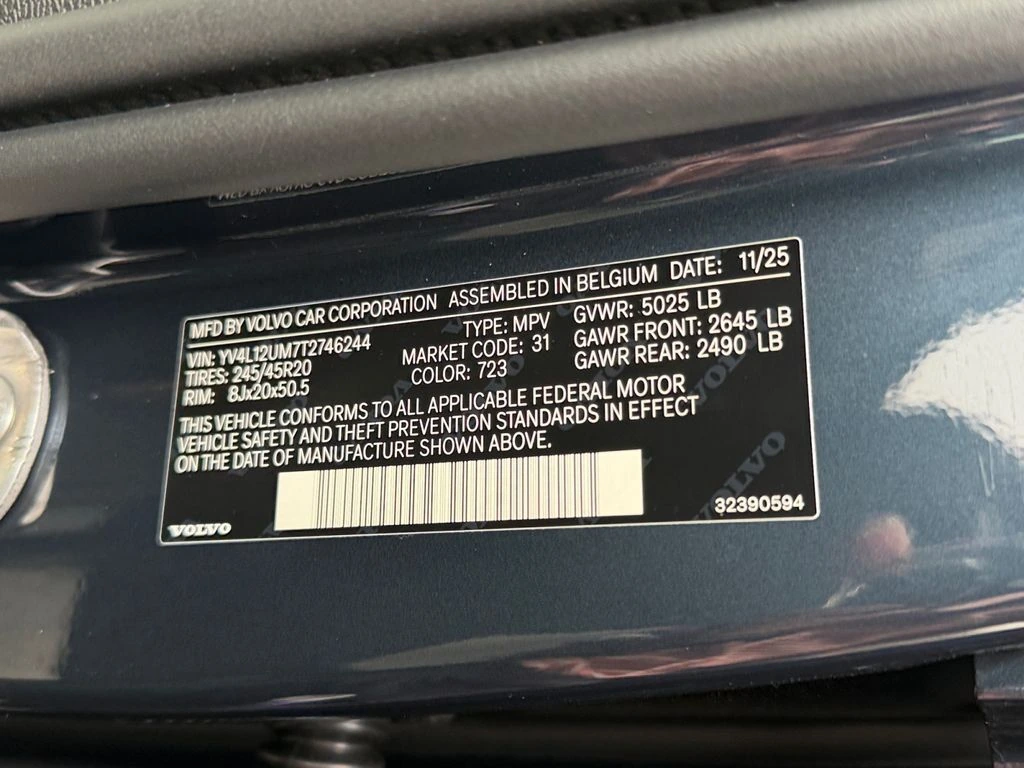 MFD BY VOLVO CAR CORPORATION ASSEMBLED IN BELGIUM DATE: 11/25
VIN: YV4L12UM7T2746244 TYPE: MPV GVWR: 5025 LB
TIRES: 245/45R20 MARKET CODE: 31 GAWR FRONT: 2645 LB
RIM: 8Jx20x50.5 COLOR: 723 GAWR REAR: 2490 LB
THIS VEHICLE CONFORMS TO ALL APPLICABLE FEDERAL MOTOR
VEHICLE SAFETY AND THEFT PREVENTION STANDARDS IN EFFECT
ON THE DATE OF MANUFACTURE SHOWN ABOVE.
VOLVO 32390594